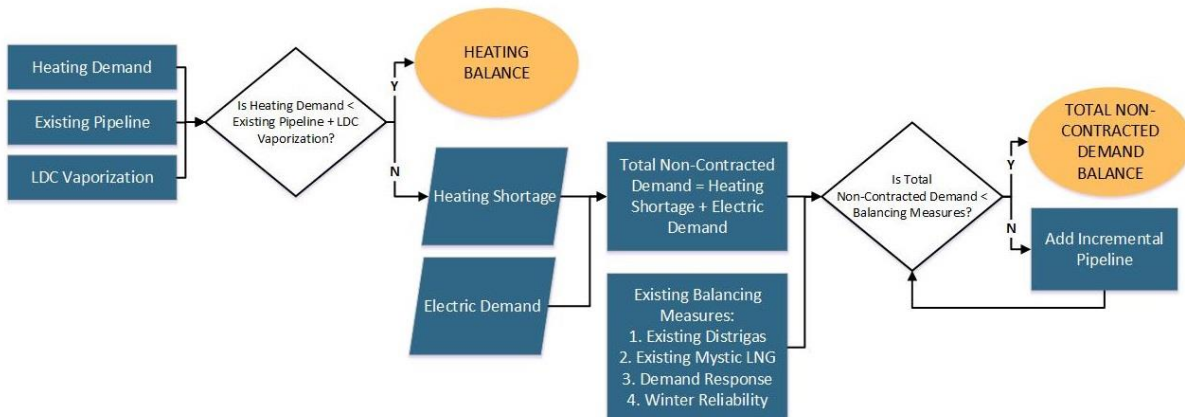 Heating Demand
Existing Pipeline
LDC Vaporization
Is Heating Demand <
Existing Pipeline + LDC
Vaporization?
Y
N
HEATING
BALANCE
Heating Shortage
Electric Demand
Total Non-Contracted
Demand = Heating
Shortage + Electric
Demand
Existing Balancing
Measures:
1. Existing Distrigas
2. Existing Mystic LNG
3. Demand Response
4. Winter Reliability
Is Total
Non-Contracted Demand <
Balancing Measures?
Y
N
TOTAL NON-
CONTRACTED
DEMAND
BALANCE
Add Incremental
Pipeline